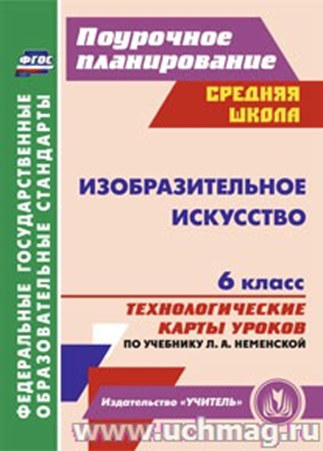 ФГОС
ФЕДЕРАЛЬНЫЕ ГОСУДАРСТВЕННЫЕ
ОБРАЗОВАТЕЛЬНЫЕ СТАНДАРТЫ
Поурочное
планирование
СРЕДНЯЯ
ШКОЛА
ИЗОБРАЗИТЕЛЬНОЕ
ИСКУССТВО
6 класс
ТЕХНОЛОГИЧЕСКИЕ
КАРТЫ УРОКОВ
ПО УЧЕБНИКУ Л. А. НЕМЕНСКОЙ
Издательство «УЧИТЕЛЬ»
www.uchmag.ru